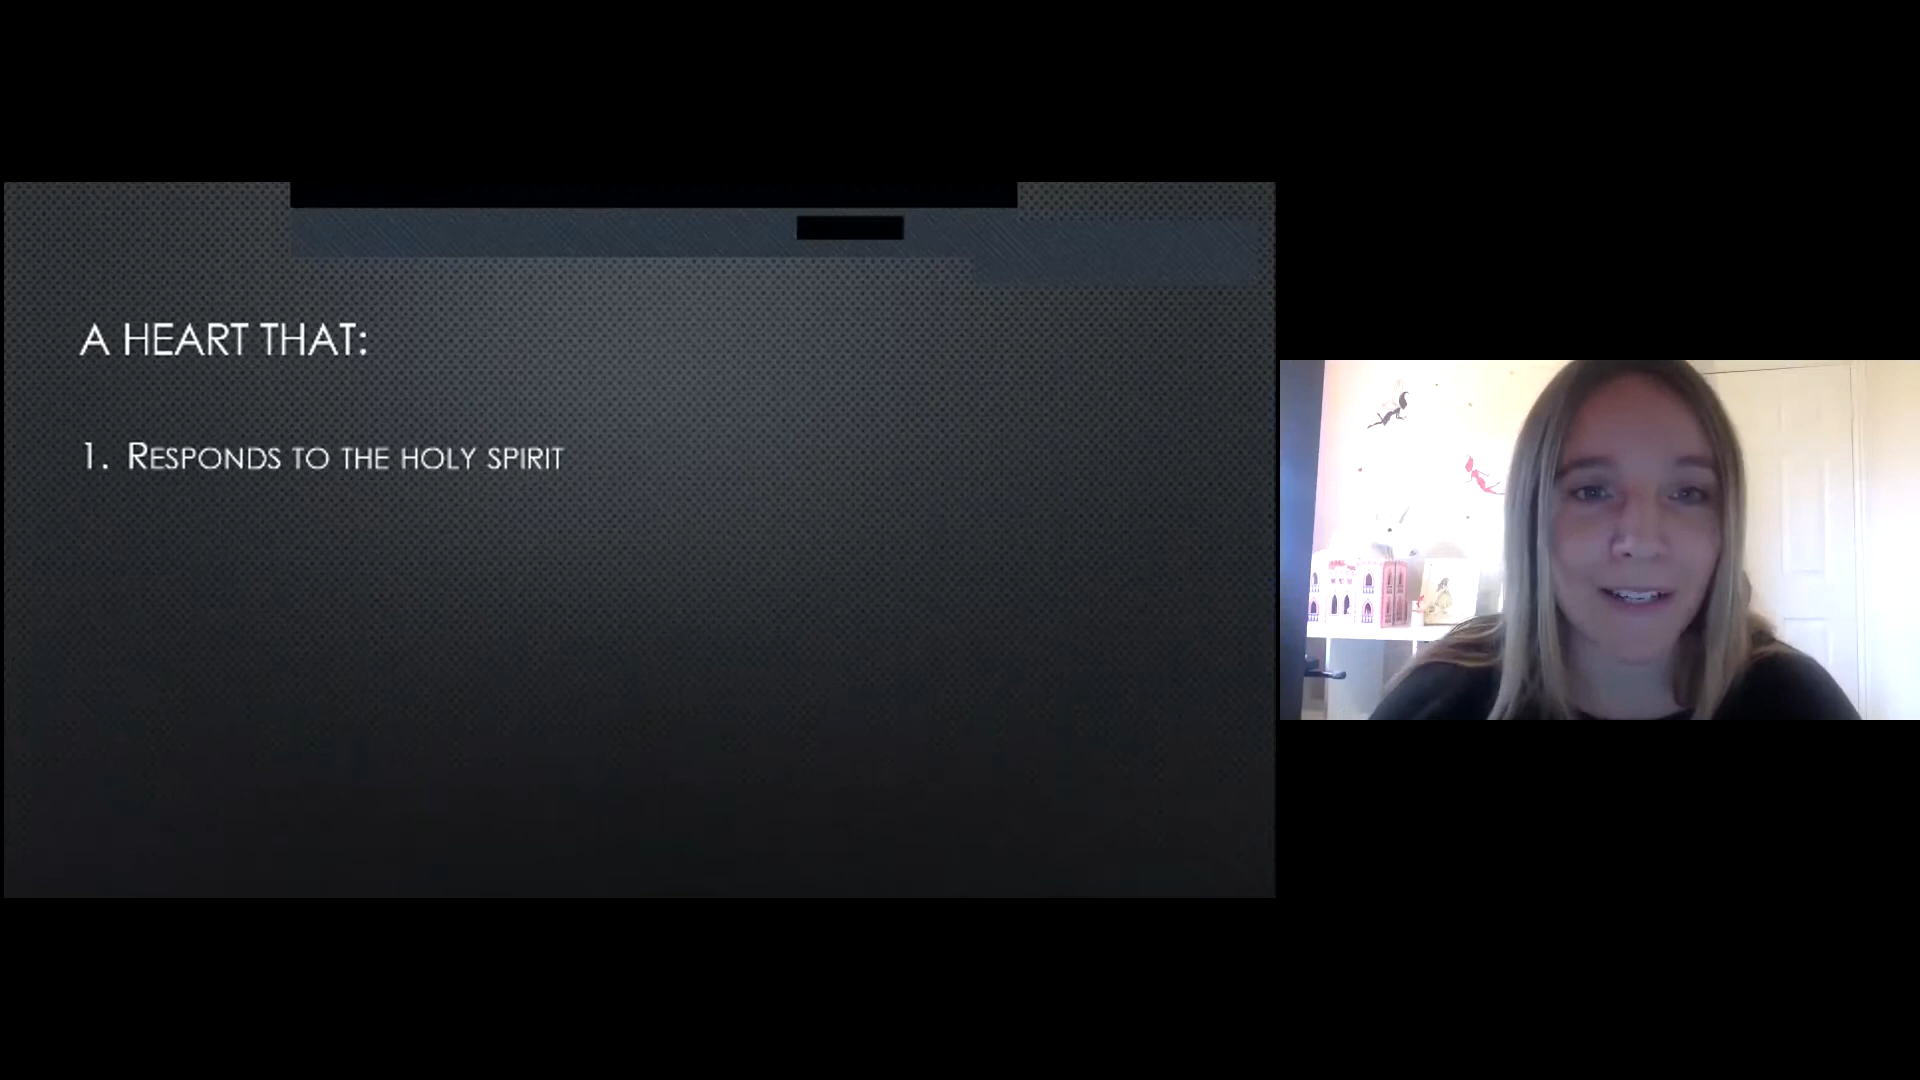 A HEART THAT:
1. RESPONDS TO THE HOLY SPIRIT